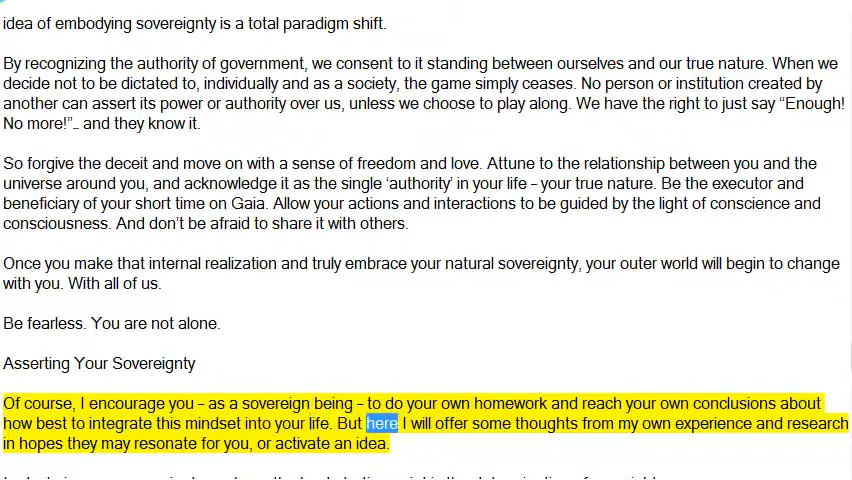 idea of embodying sovereignty is a total paradigm shift.
By recognizing the authority of government, we consent to it standing between ourselves and our true nature. When we
decide not to be dictated to, individually and as a society, the game simply ceases. No person or institution created by
another can assert its power or authority over us, unless we choose to play along. We have the right to just say “Enough!
No more!”... and they know it.
So forgive the deceit and move on with a sense of freedom and love. Attune to the relationship between you and the
universe around you, and acknowledge it as the single ‘authority’ in your life – your true nature. Be the executor and
beneficiary of your short time on Gaia. Allow your actions and interactions to be guided by the light of conscience and
consciousness. And don’t be afraid to share it with others.
Once you make that internal realization and truly embrace your natural sovereignty, your outer world will begin to change
with you. With all of us.
Be fearless. You are not alone.
Asserting Your Sovereignty
Of course, I encourage you – as a sovereign being – to do your own homework and reach your own conclusions about
how best to integrate this mindset into your life. But here I will offer some thoughts from my own experience and research
in hopes they may resonate for you, or activate an idea.